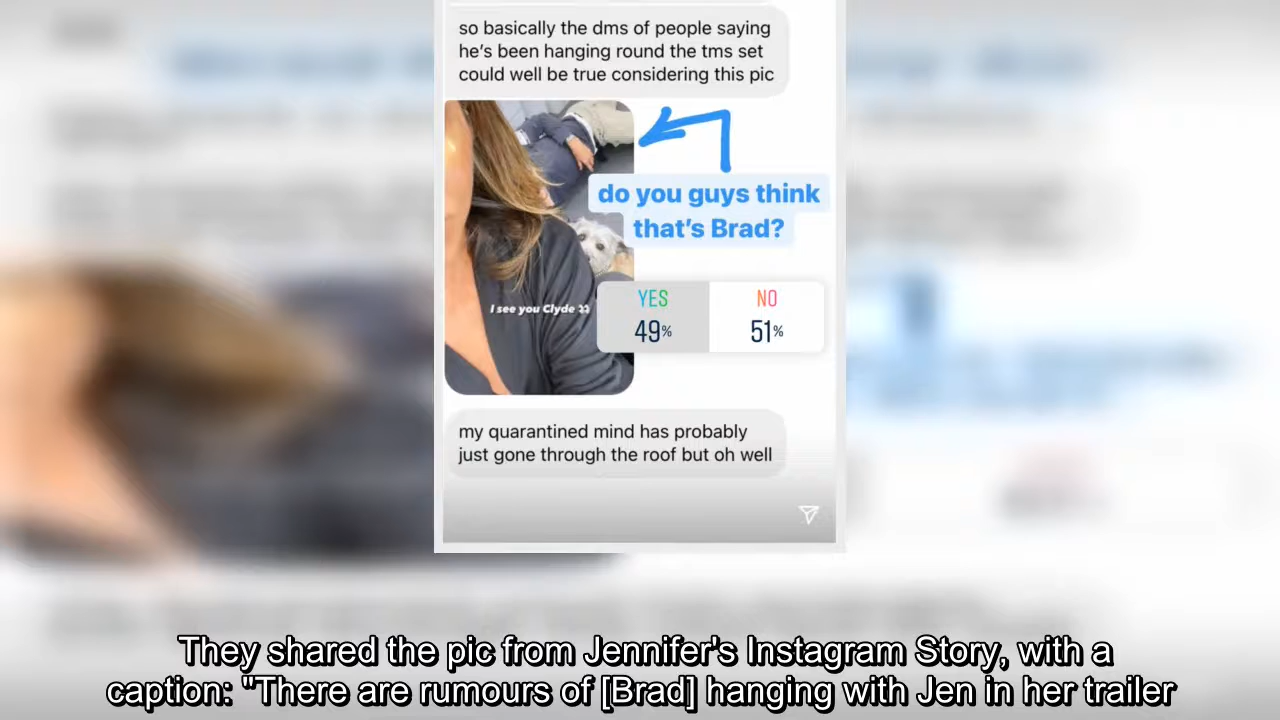 so basically the dms of people saying
he's been hanging round the tms set
could well be true considering this pic
do you guys think
that's Brad?
I see you Clyde 👀
YES
NO
49%
51%
my quarantined mind has probably
just gone through the roof but oh well
They shared the pic from Jennifer's Instagram Story, with a
caption: "There are rumours of [Brad] hanging with Jen in her trailer